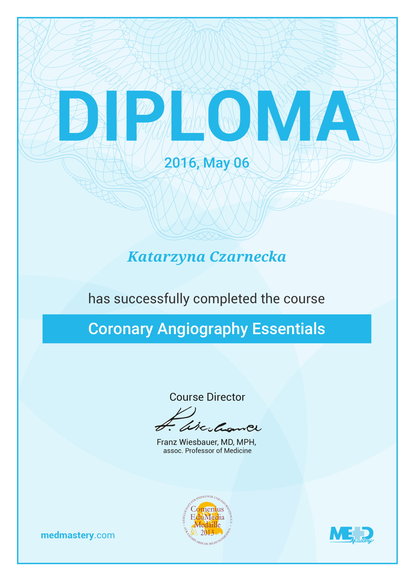 DIPLOMA
2016, May 06
Katarzyna Czarnecka
has successfully completed the course
Coronary Angiography Essentials
Course Director
Franz Wiesbauer, MD, MPH,
assoc. Professor of Medicine
Comenius
EduMedia
Medaille
2015
medmastery.com
MED